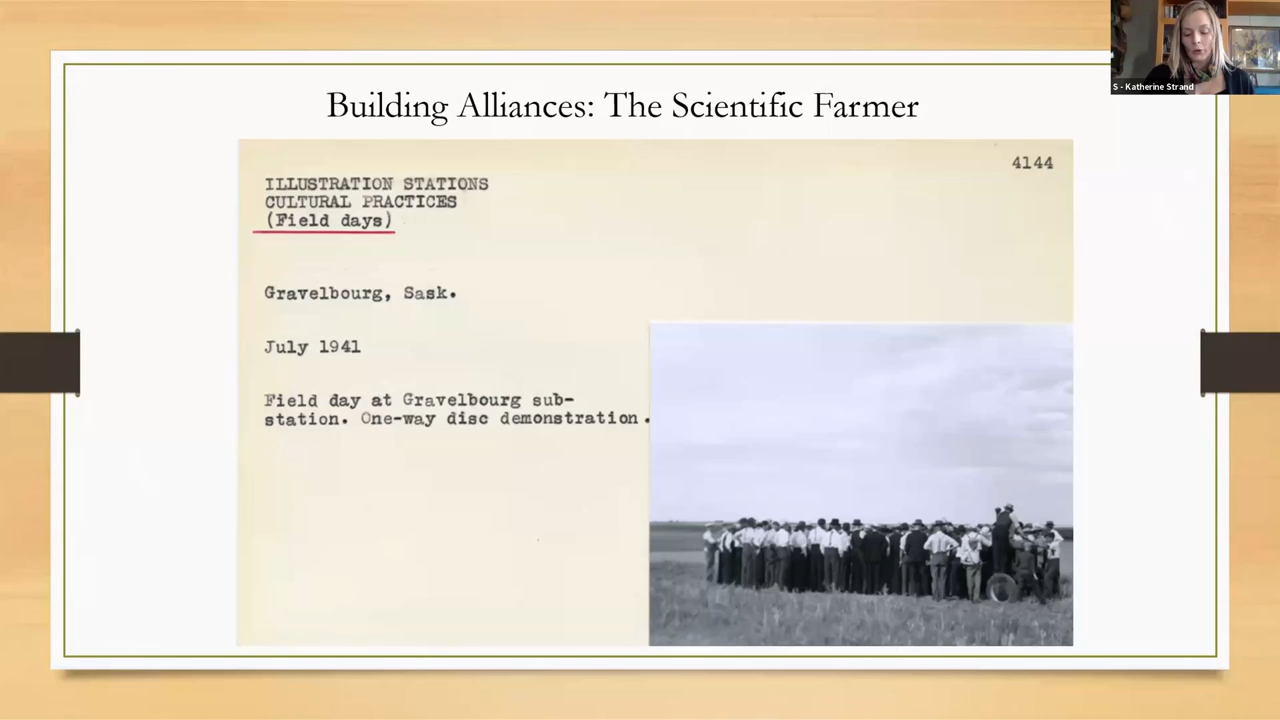 S - Katherine Strand
Building Alliances: The Scientific Farmer
4144
ILLUSTRATION STATIONS
CULTURAL PRACTICES
(Field days)
Gravelbourg, Sask.
July 1941
Field day at Gravelbourg sub-
station. One-way disc demonstration.